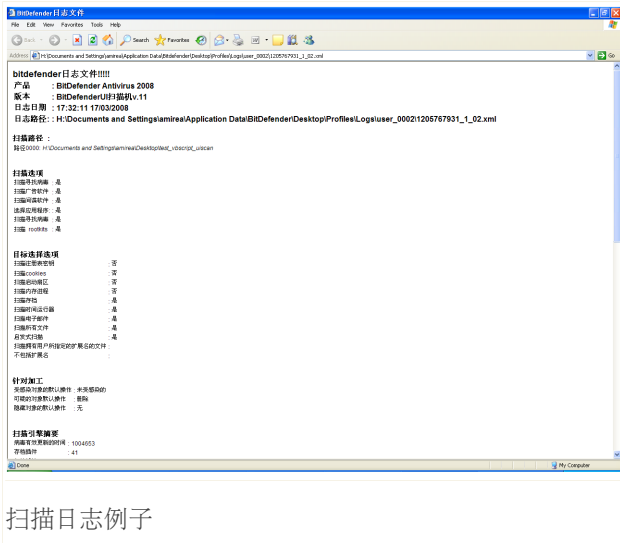 BitDefender日志文件
File Edit View Favorites Tools Help
Back Search Favorites
Address H:\Documents and Settings\amirea\Application Data\Bitdefender\Desktop\Profiles\Logs\user_0002\1205767931_1_02.xml Go
bitdefender日志文件!!!!!
产品 : BitDefender Antivirus 2008
版本 : BitDefenderUI扫描机v.11
日志日期 : 17:32:11 17/03/2008
日志路径: : H:\Documents and Settings\amirea\Application Data\BitDefender\Desktop\Profiles\Logs\user_0002\1205767931_1_02.xml
扫描路径 :
路径0000: H:\Documents and Settings\amirea\Desktop\test_vbscript_uiscan
扫描选项
扫描寻找病毒 : 是
扫描广告软件 : 是
扫描间谍软件 : 是
选择应用程序: : 是
扫描寻找病毒 : 是
扫描 rootkits : 是
目标选择选项
扫描注册表密钥 : 否
扫描cookies : 否
扫描启动扇区 : 否
扫描内存进程 : 否
扫描存档 : 是
扫描时间运行器 : 是
扫描电子邮件 : 是
扫描所有文件 : 是
启发式扫描 : 是
扫描拥有用户所指定的扩展名的文件 :
不包括扩展名 :
针对加工
受感染对象的默认操作 : 未受感染的
可疑的对象默认操作 : 删除
隐藏对象的默认操作 : 无
扫描引擎摘要
病毒有效更新的时间 : 1004653
存档插件 : 41
Done My Computer
扫描日志例子